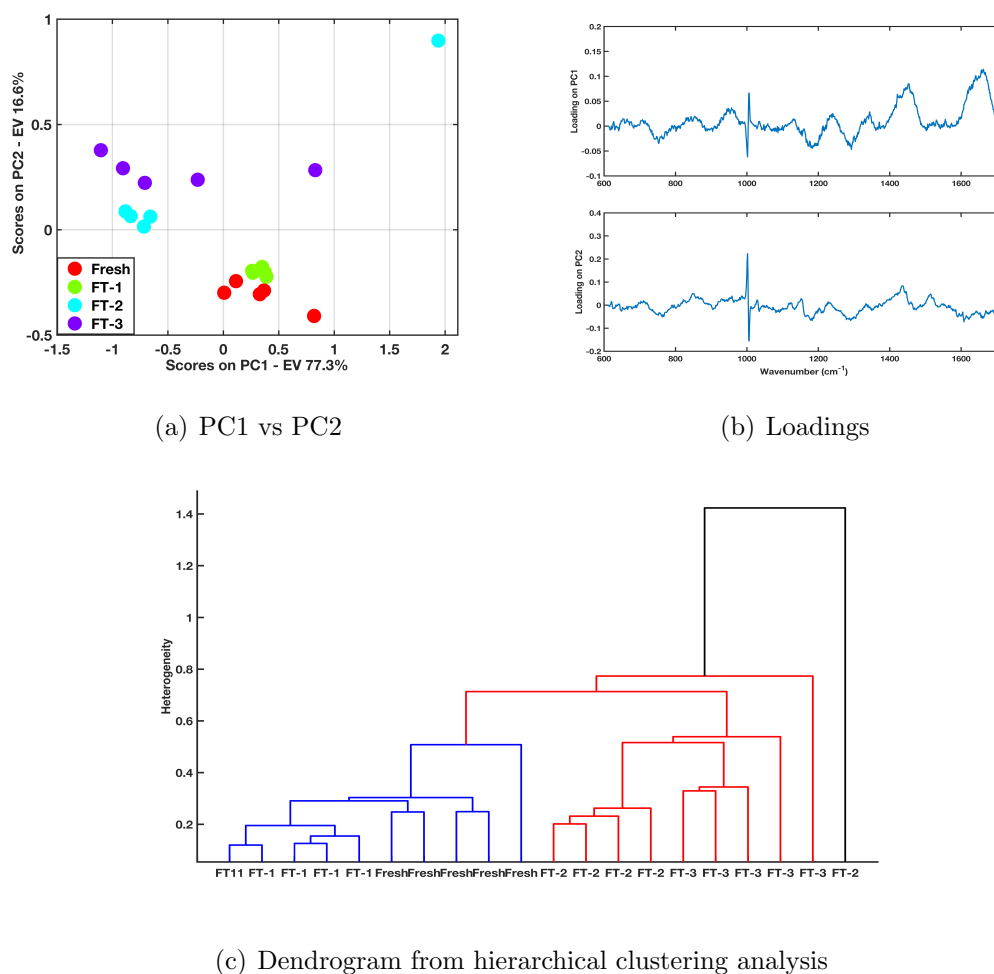 1
0.5
0
-0.5
Scores on PC2 - EV 16.6%
Fresh
FT-1
FT-2
FT-3
-1.5 -1 -0.5 0 0.5 1 1.5 2
Scores on PC1 - EV 77.3%
(a) PC1 vs PC2
0.2
0.15
0.1
0.05
0
-0.05
-0.1
Loading on PC1
600 800 1000 1200 1400 1600
0.4
0.3
0.2
0.1
0
-0.1
-0.2
Loading on PC2
600 800 1000 1200 1400 1600
Wavenumber (cm⁻¹)
(b) Loadings
1.4
1.2
1
0.8
0.6
0.4
0.2
Heterogeneity
FT11 FT-1 FT-1 FT-1 FT-1 Fresh Fresh Fresh Fresh Fresh FT-2 FT-2 FT-2 FT-2 FT-3 FT-3 FT-3 FT-3 FT-3 FT-2
(c) Dendrogram from hierarchical clustering analysis